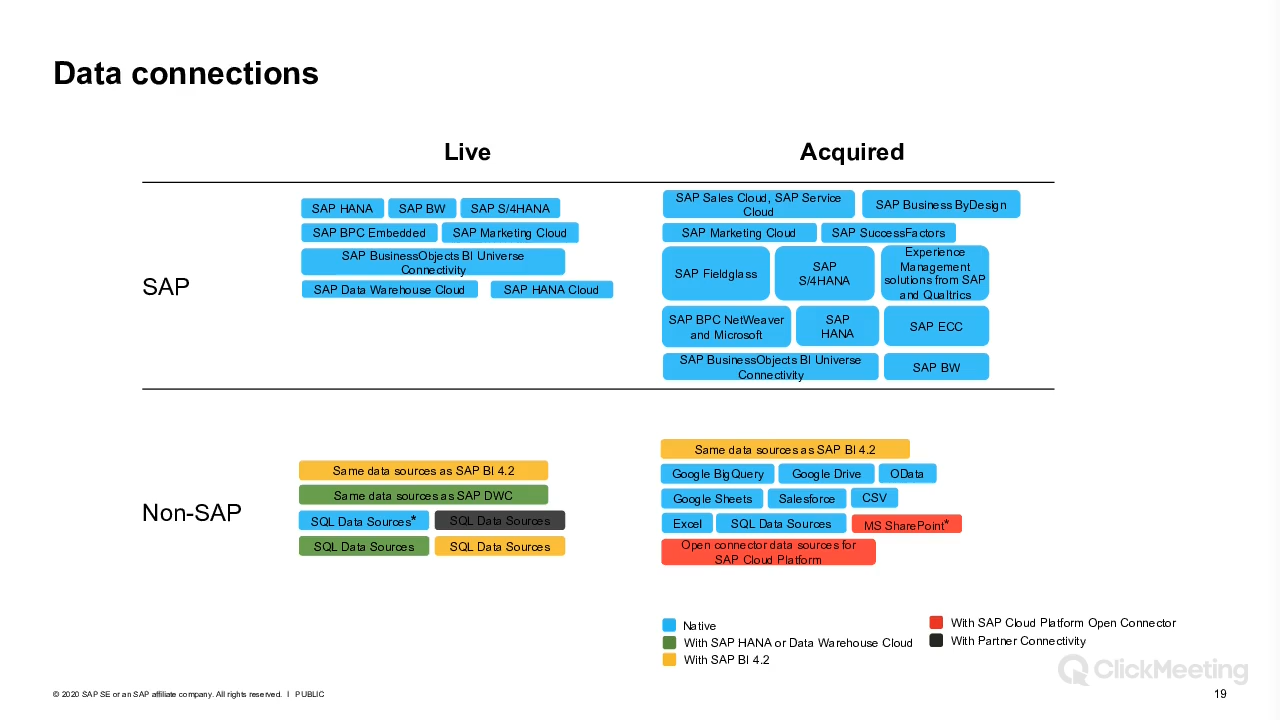 Data connections
Live
Acquired
SAP
SAP HANA
SAP BW
SAP S/4HANA
SAP BPC Embedded
SAP Marketing Cloud
SAP BusinessObjects BI Universe
Connectivity
SAP Data Warehouse Cloud
SAP HANA Cloud
SAP Sales Cloud, SAP Service
Cloud
SAP Business ByDesign
SAP Marketing Cloud
SAP SuccessFactors
SAP Fieldglass
SAP
S/4HANA
Experience
Management
solutions from SAP
and Qualtrics
SAP BPC NetWeaver
and Microsoft
SAP
HANA
SAP ECC
SAP BusinessObjects BI Universe
Connectivity
SAP BW
Non-SAP
Same data sources as SAP BI 4.2
Same data sources as SAP DWC
SQL Data Sources*
SQL Data Sources
SQL Data Sources
SQL Data Sources
Same data sources as SAP BI 4.2
Google BigQuery
Google Drive
OData
Google Sheets
Salesforce
CSV
Excel
SQL Data Sources
MS SharePoint*
Open connector data sources for
SAP Cloud Platform
Native
With SAP HANA or Data Warehouse Cloud
With SAP BI 4.2
With SAP Cloud Platform Open Connector
With Partner Connectivity
ClickMeeting
© 2020 SAP SE or an SAP affiliate company. All rights reserved. I PUBLIC
19